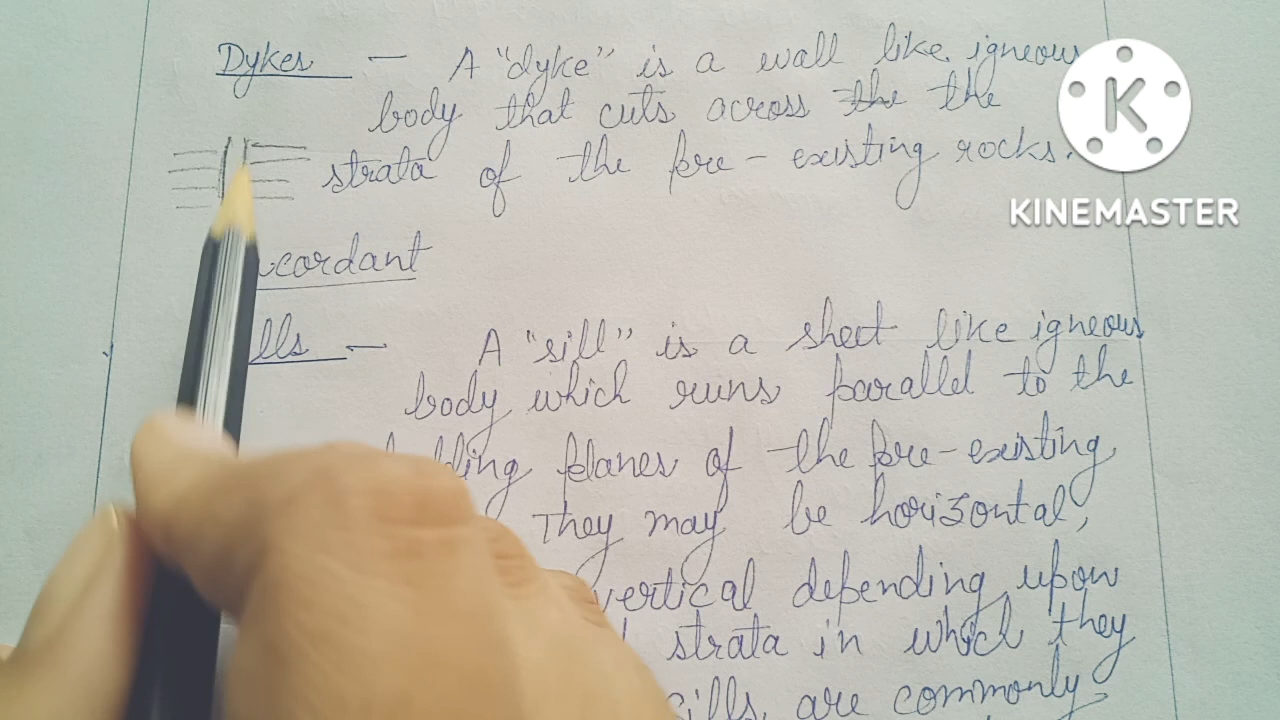 Dykes — A "dyke" is a wall like igneous
body that cuts across the the
strata of the pre-existing rocks.
KINEMASTER
A "sill" is a sheet like igneous
body which runs parallel to the
planes of the pre-existing
They may be horizontal,
vertical depending upon
strata in which they
sills, are commonly